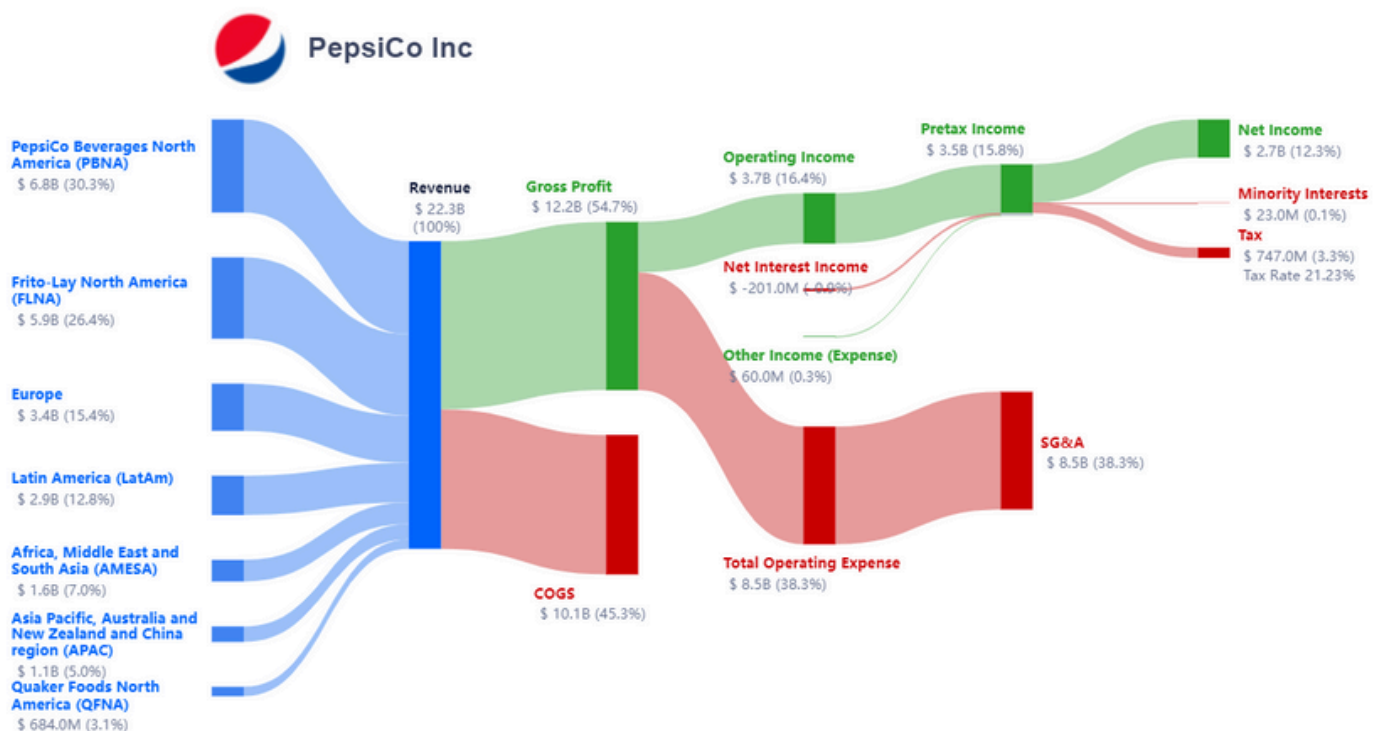 PepsiCo Inc
PepsiCo Beverages North
America (PBNA)
$ 6.8B (30.3%)
Frito-Lay North America
(FLNA)
$ 5.9B (26.4%)
Europe
$ 3.4B (15.4%)
Latin America (LatAm)
$ 2.9B (12.8%)
Africa, Middle East and
South Asia (AMESA)
$ 1.6B (7.0%)
Asia Pacific, Australia and
New Zealand and China
region (APAC)
$ 1.1B (5.0%)
Quaker Foods North
America (QFNA)
$ 684.0M (3.1%)
Revenue
$ 22.3B
(100%)
Gross Profit
$ 12.2B (54.7%)
COGS
$ 10.1B (45.3%)
Operating Income
$ 3.7B (16.4%)
Net Interest Income
$ -201.0M (-0.9%)
Other Income (Expense)
$ 60.0M (0.3%)
Total Operating Expense
$ 8.5B (38.3%)
Pretax Income
$ 3.5B (15.8%)
SG&A
$ 8.5B (38.3%)
Net Income
$ 2.7B (12.3%)
Minority Interests
$ 23.0M (0.1%)
Tax
$ 747.0M (3.3%)
Tax Rate 21.23%